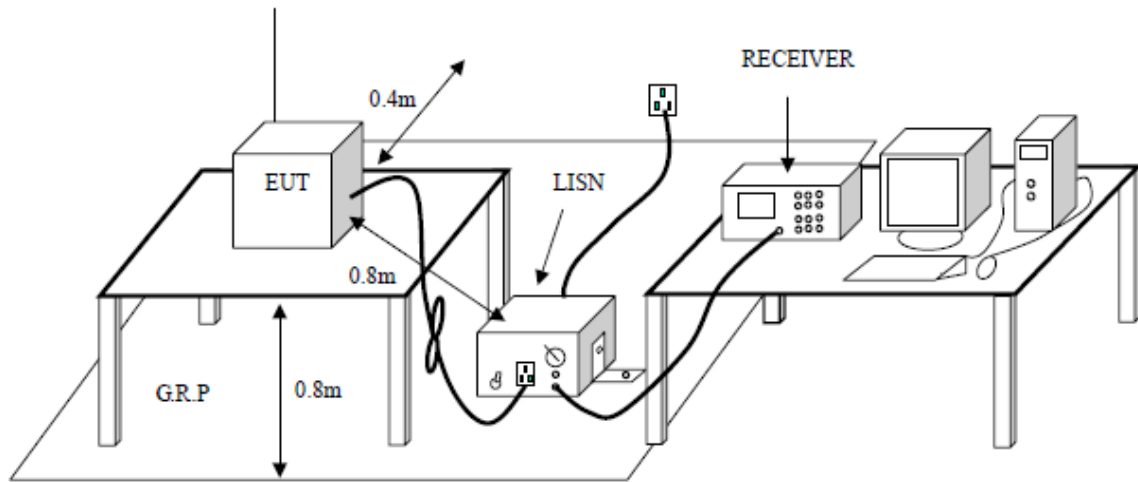 RECEIVER
0.4m
EUT
LISN
0.8m
G.R.P
0.8m